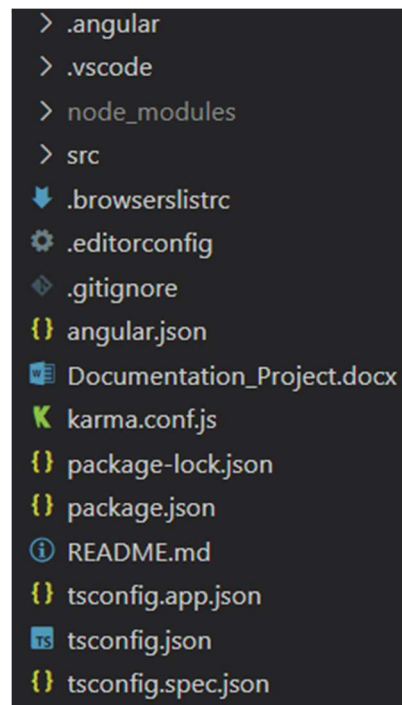 .angular
.vscode
node_modules
src
.browserslistrc
.editorconfig
.gitignore
{} angular.json
Documentation_Project.docx
karma.conf.js
{} package-lock.json
{} package.json
README.md
{} tsconfig.app.json
TS tsconfig.json
{} tsconfig.spec.json